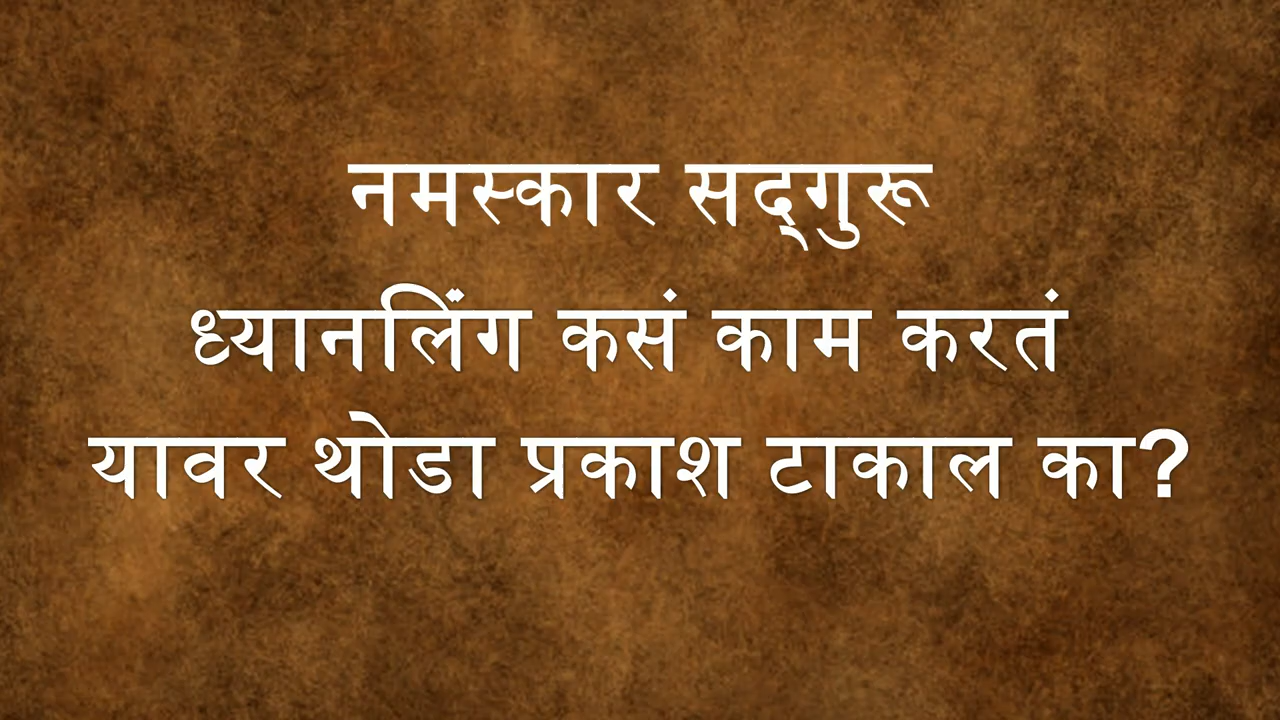 नमस्कार सद्‌गुरू
ध्यानलिंग कसं काम करतं
यावर थोडा प्रकाश टाकाल का?